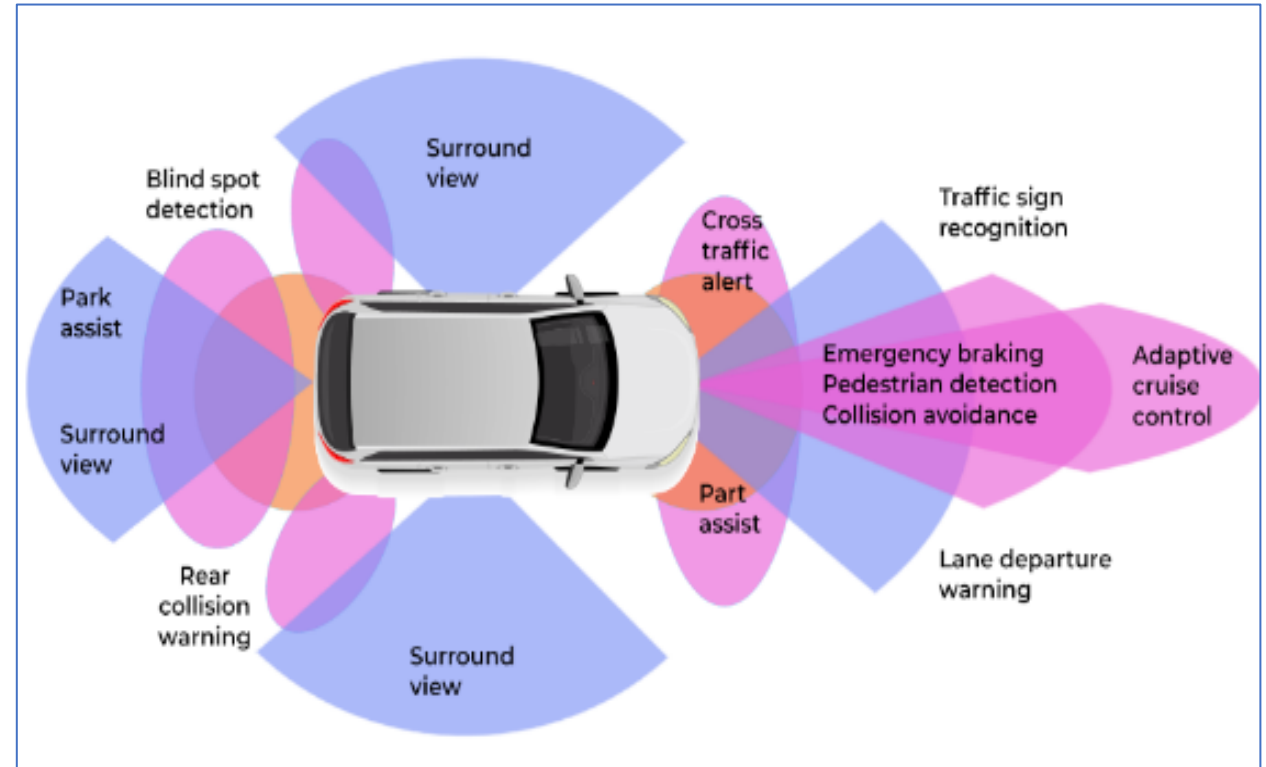 Surround
view
Blind spot
detection
Traffic sign
recognition
Cross
traffic
alert
Park
assist
Emergency braking
Pedestrian detection
Collision avoidance
Adaptive
cruise
control
Surround
view
Part
assist
Lane departure
warning
Rear
collision
warning
Surround
view